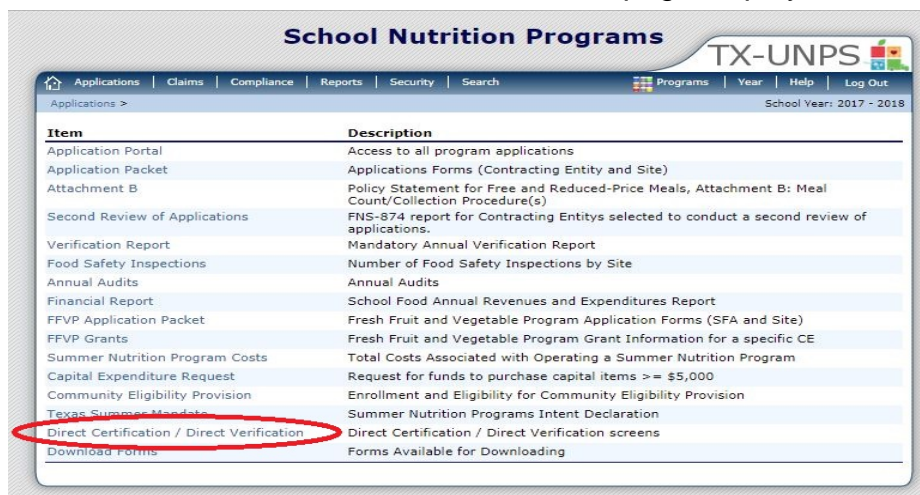 School Nutrition Programs
TX-UNPS
Applications | Claims | Compliance | Reports | Security | Search Programs | Year | Help | Log Out
Applications > School Year: 2017 - 2018
Item Description
Application Portal Access to all program applications
Application Packet Applications Forms (Contracting Entity and Site)
Attachment B Policy Statement for Free and Reduced-Price Meals, Attachment B: Meal
Count/Collection Procedure(s)
Second Review of Applications FNS-874 report for Contracting Entitys selected to conduct a second review of
applications.
Verification Report Mandatory Annual Verification Report
Food Safety Inspections Number of Food Safety Inspections by Site
Annual Audits Annual Audits
Financial Report School Food Annual Revenues and Expenditures Report
FFVP Application Packet Fresh Fruit and Vegetable Program Application Forms (SFA and Site)
FFVP Grants Fresh Fruit and Vegetable Program Grant Information for a specific CE
Summer Nutrition Program Costs Total Costs Associated with Operating a Summer Nutrition Program
Capital Expenditure Request Request for funds to purchase capital items >= $5,000
Community Eligibility Provision Enrollment and Eligibility for Community Eligibility Provision
Texas Summer Mandate Summer Nutrition Programs Intent Declaration
Direct Certification / Direct Verification Direct Certification / Direct Verification screens
Download Forms Forms Available for Downloading